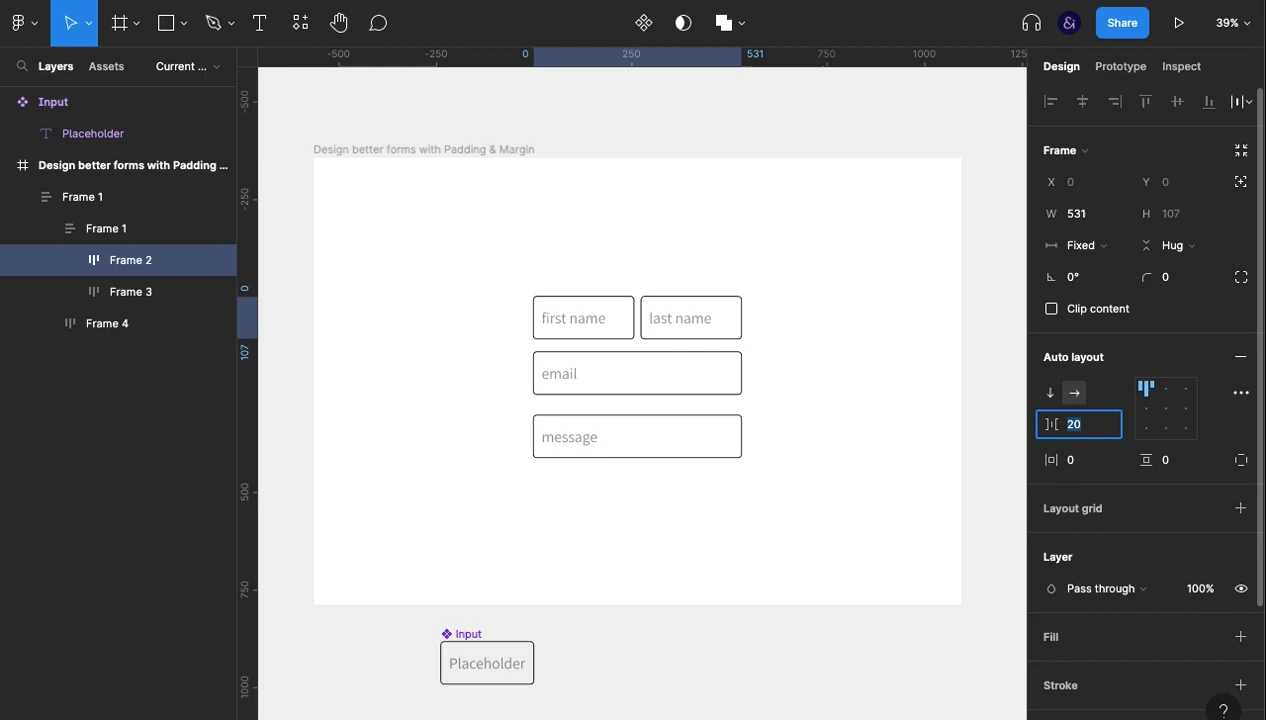 Share
39%
Layers
Assets
Current ...
Input
Placeholder
Design better forms with Padding ...
Frame 1
Frame 1
Frame 2
Frame 3
Frame 4
-500
-250
0
250
531
750
1000
125
-500
-250
0
107
500
750
1000
Design better forms with Padding & Margin
first name
last name
email
message
Input
Placeholder
Design
Prototype
Inspect
Frame
X 0
Y 0
W 531
H 107
Fixed
Hug
0°
0
Clip content
Auto layout
20
0
0
Layout grid
Layer
Pass through
100%
Fill
Stroke
?